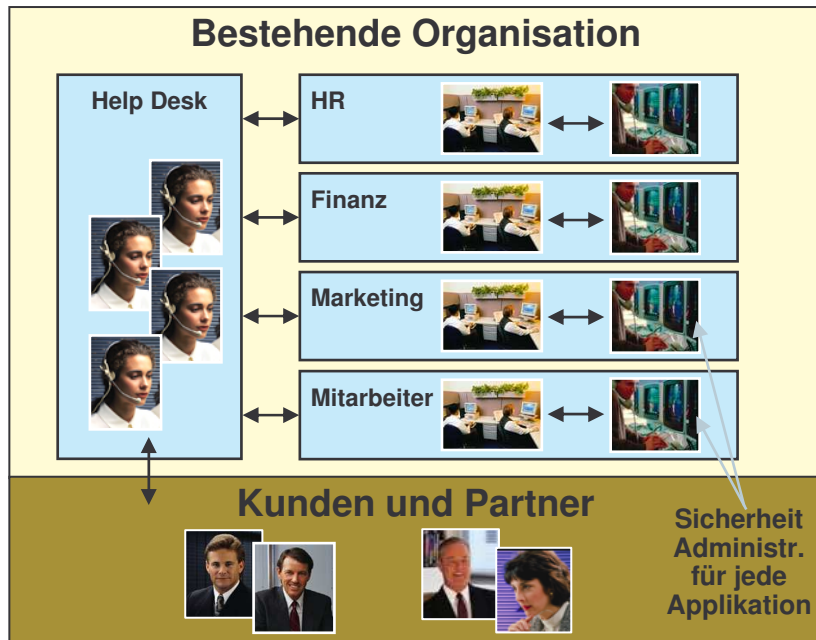 Bestehende Organisation
Help Desk
HR
Finanz
Marketing
Mitarbeiter
Kunden und Partner
Sicherheit
Administr.
für jede
Applikation